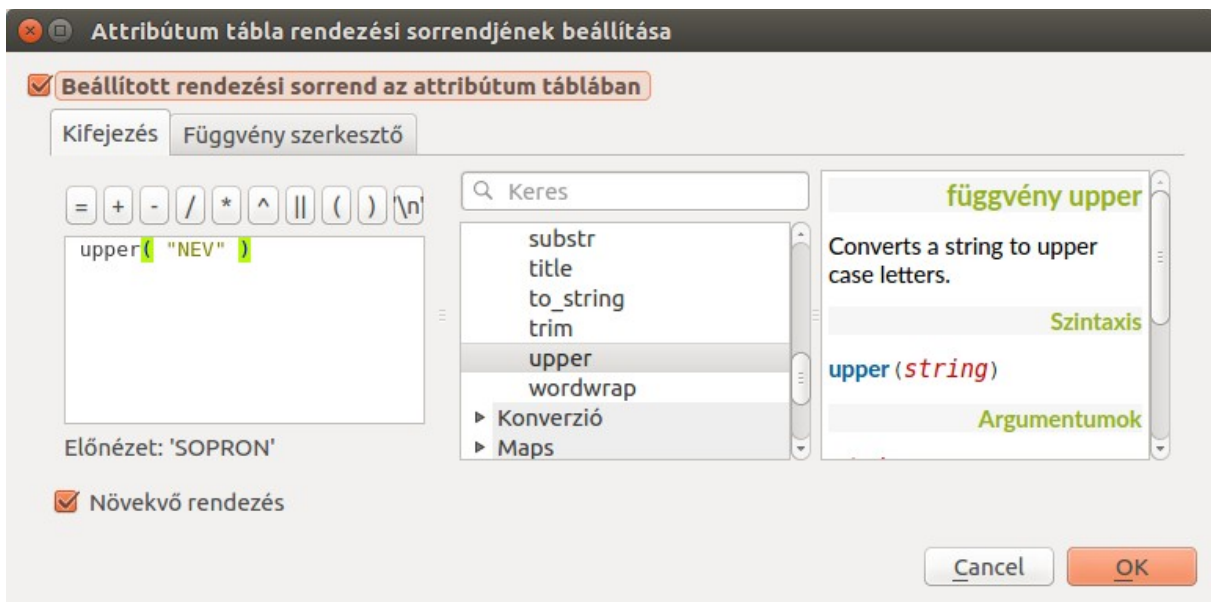 Attribútum tábla rendezési sorrendjének beállítása
Beállított rendezési sorrend az attribútum táblában
Kifejezés
Függvény szerkesztő
= + - / * ^ || ( ) '\n'
upper( "NEV" )
Előnézet: 'SOPRON'
Keres
substr
title
to_string
trim
upper
wordwrap
Konverzió
Maps
függvény upper
Converts a string to upper
case letters.
Szintaxis
upper(string)
Argumentumok
Növekvő rendezés
Cancel
OK